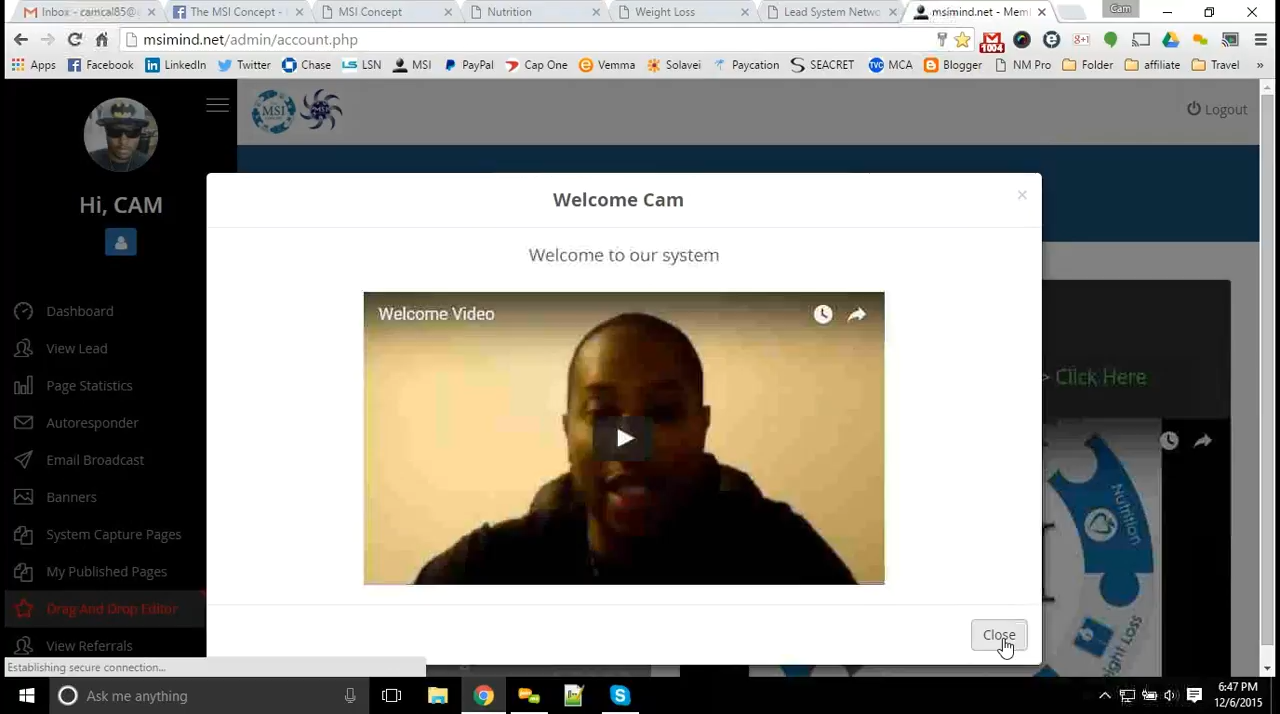 Inbox - camcal85@
The MSI Concept -
MSI Concept
Nutrition
Weight Loss
Lead System Netwo
msimind.net - Mem
Cam
msimind.net/admin/account.php
1004
Apps
Facebook
LinkedIn
Twitter
Chase
LSN
MSI
PayPal
Cap One
Vemma
Solavei
Paycation
SEACRET
MCA
Blogger
NM Pro
Folder
affiliate
Travel
»
MSI
Logout
Hi, CAM
Dashboard
View Lead
Page Statistics
Autoresponder
Email Broadcast
Banners
System Capture Pages
My Published Pages
Drag And Drop Editor
View Referrals
Welcome Cam
×
Welcome to our system
Welcome Video
Close
> Click Here
Nutrition
Weight Loss
Establishing secure connection...
Ask me anything
6:47 PM
12/6/2015